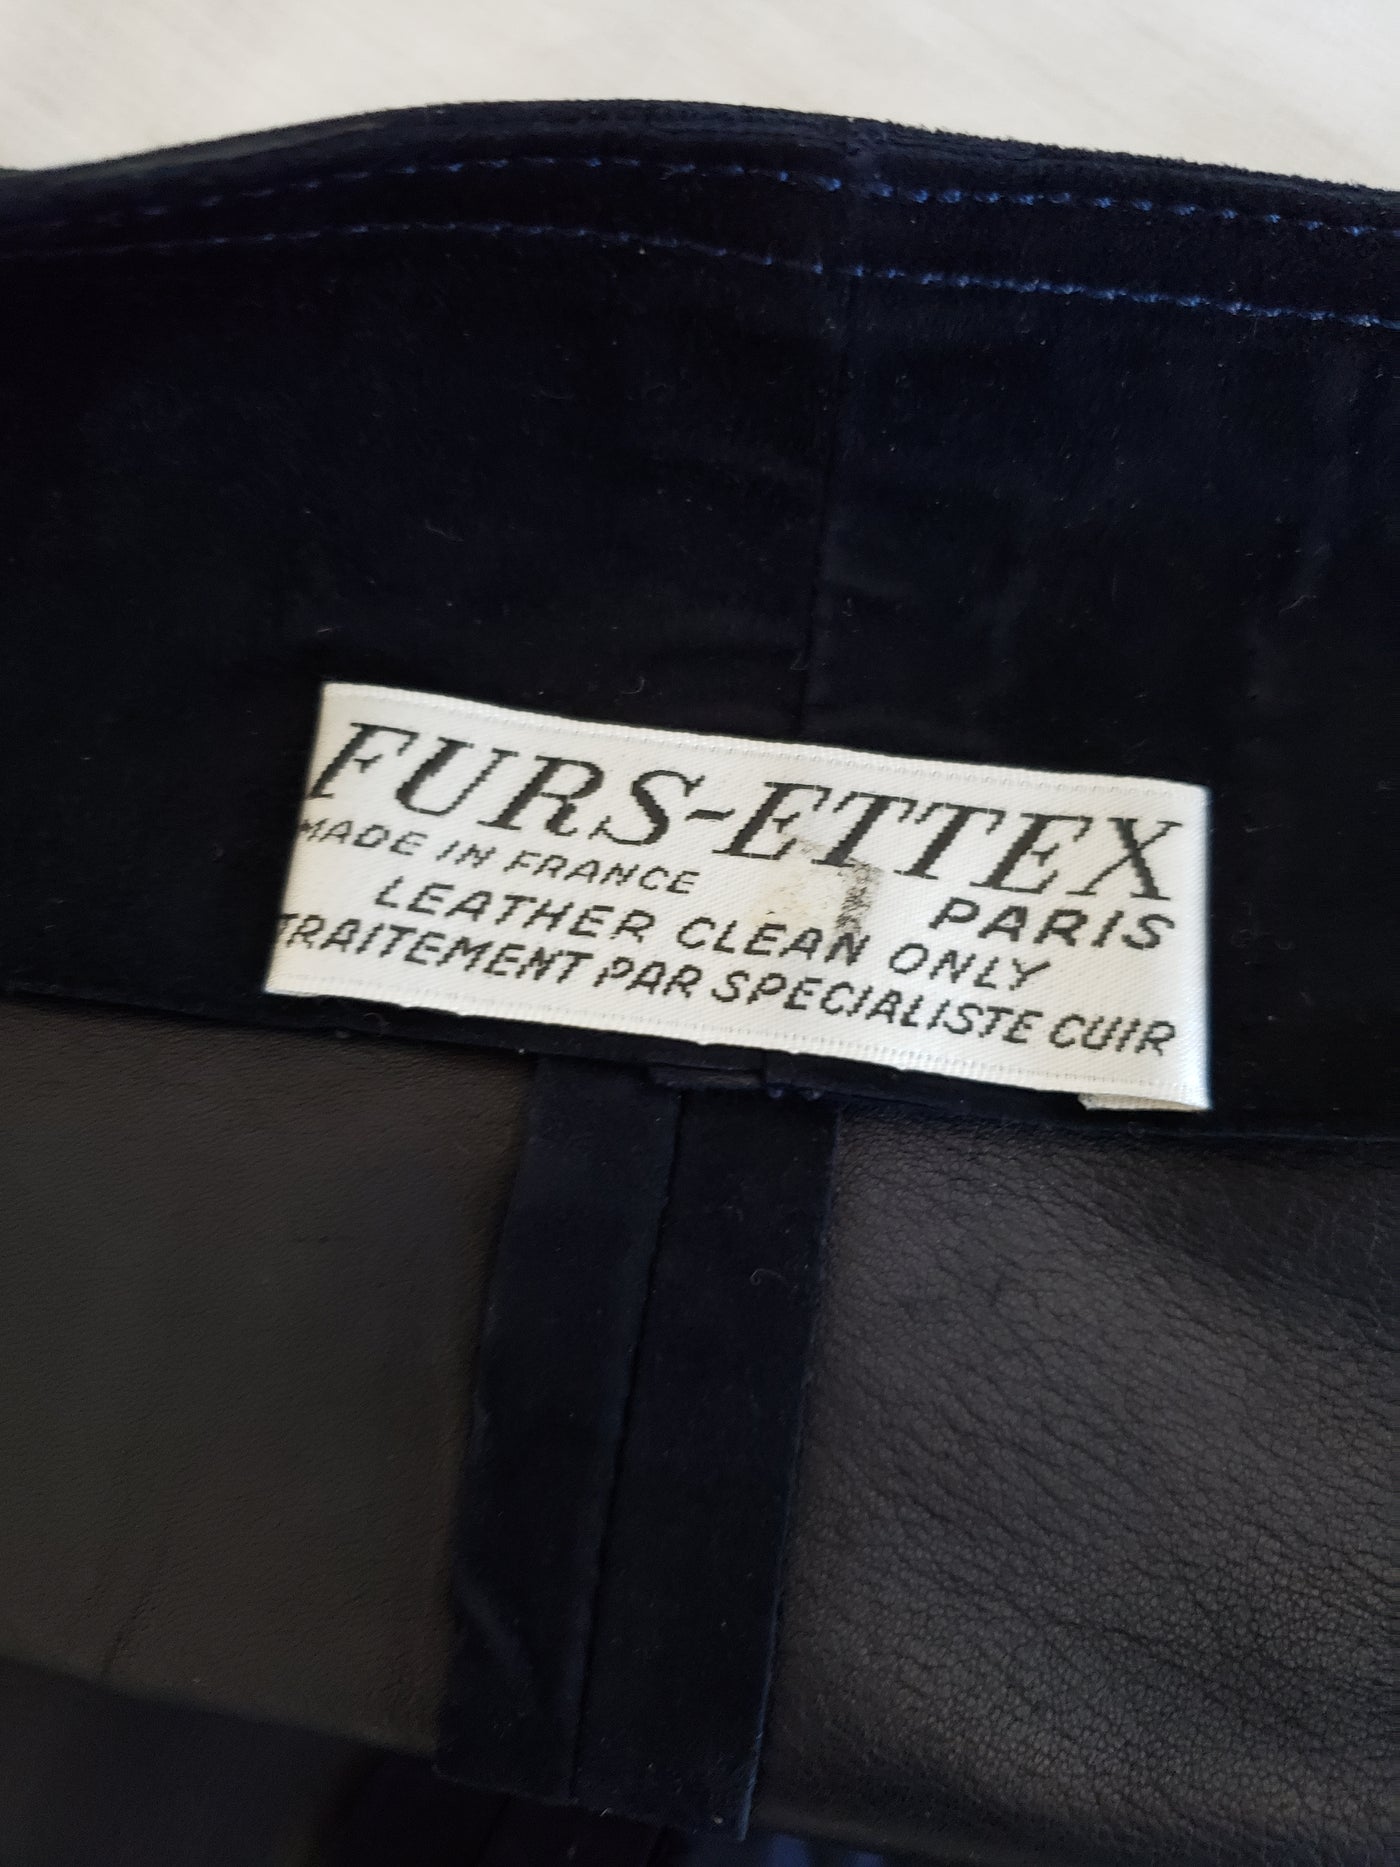 FURS-ETTEX
MADE IN FRANCE
PARIS
LEATHER CLEAN ONLY
TRAITEMENT PAR SPECIALISTE CUIR